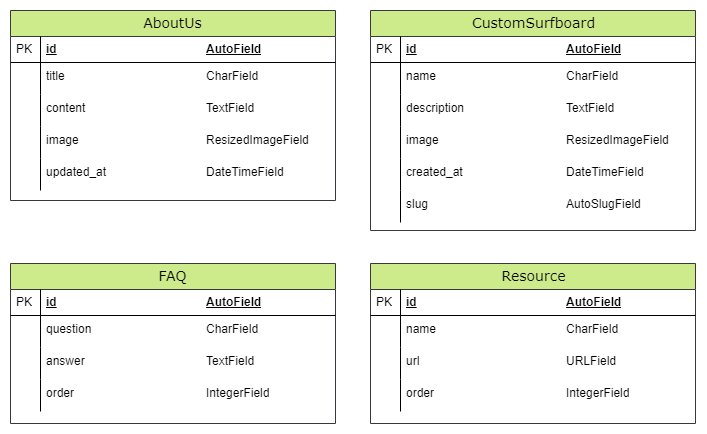 AboutUs
PK id AutoField
title CharField
content TextField
image ResizedImageField
updated_at DateTimeField
CustomSurfboard
PK id AutoField
name CharField
description TextField
image ResizedImageField
created_at DateTimeField
slug AutoSlugField
FAQ
PK id AutoField
question CharField
answer TextField
order IntegerField
Resource
PK id AutoField
name CharField
url URLField
order IntegerField